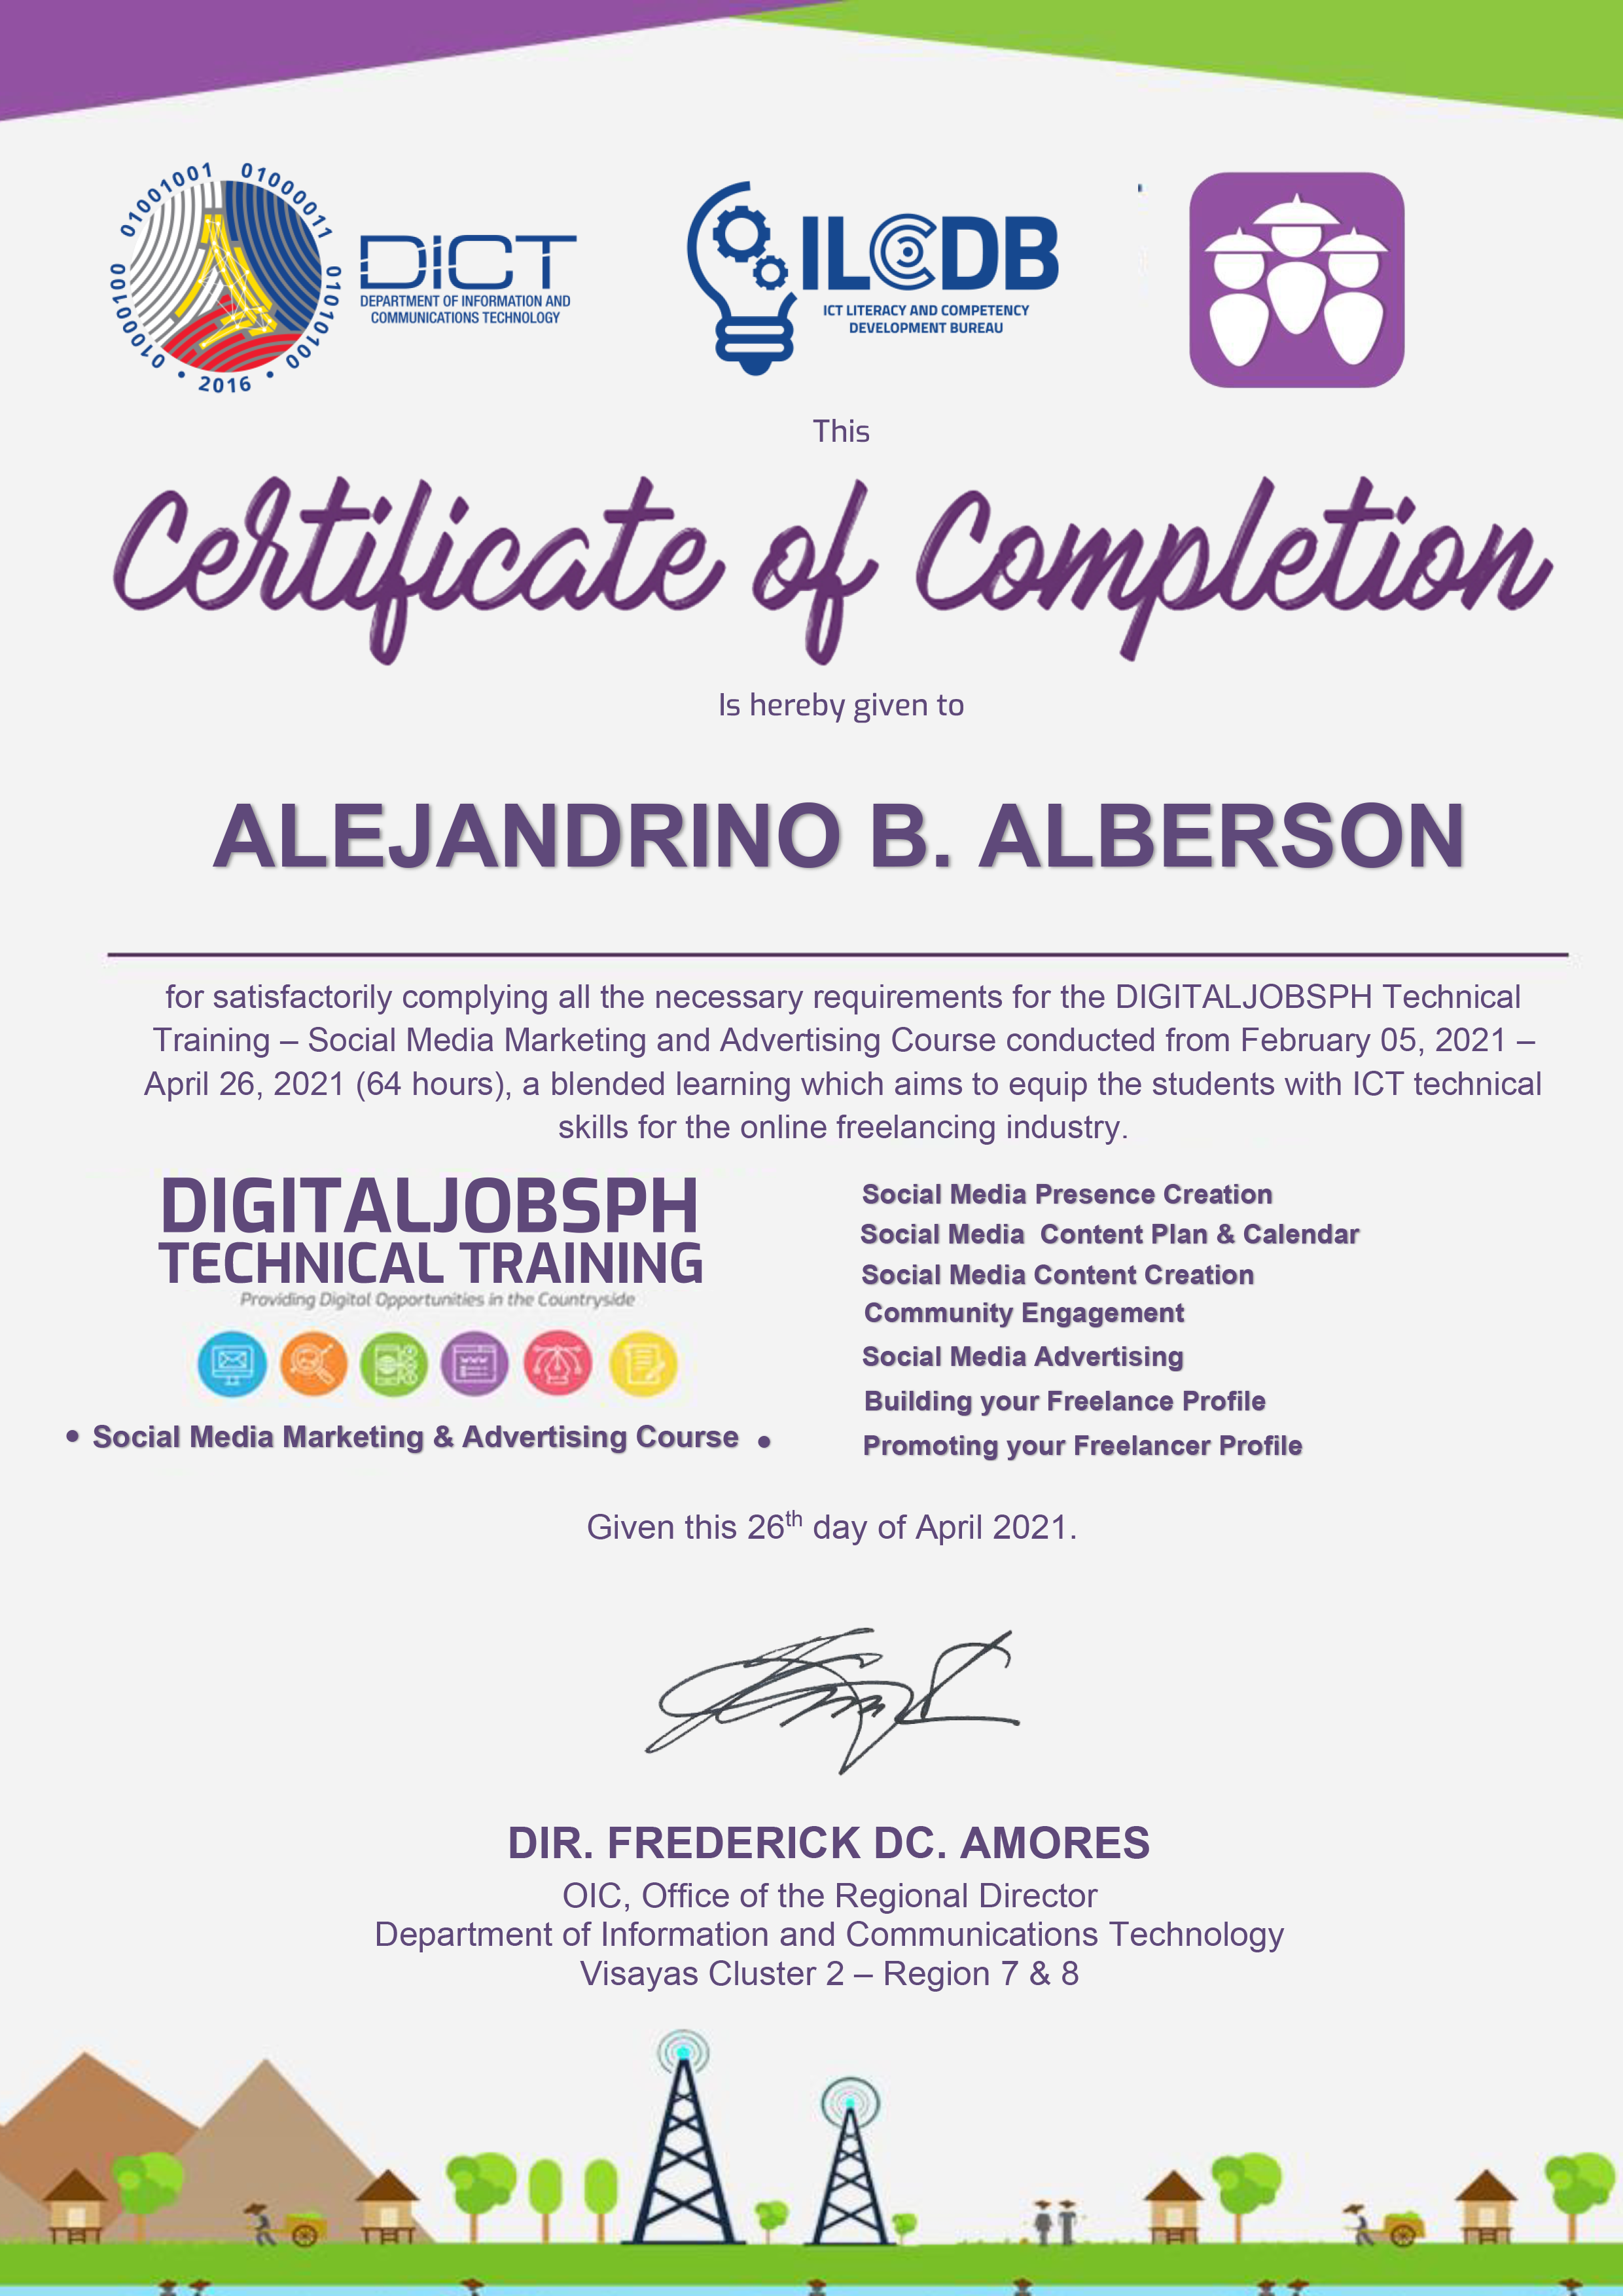 01001001 01000011 01010100 01000100 • 2016 •
DICT
DEPARTMENT OF INFORMATION AND
COMMUNICATIONS TECHNOLOGY
ILCDB
ICT LITERACY AND COMPETENCY
DEVELOPMENT BUREAU
This
Certificate of Completion
Is hereby given to
ALEJANDRINO B. ALBERSON
for satisfactorily complying all the necessary requirements for the DIGITALJOBSPH Technical
Training – Social Media Marketing and Advertising Course conducted from February 05, 2021 –
April 26, 2021 (64 hours), a blended learning which aims to equip the students with ICT technical
skills for the online freelancing industry.
DIGITALJOBSPH
TECHNICAL TRAINING
Providing Digital Opportunities in the Countryside
• Social Media Marketing & Advertising Course •
Social Media Presence Creation
Social Media Content Plan & Calendar
Social Media Content Creation
Community Engagement
Social Media Advertising
Building your Freelance Profile
Promoting your Freelancer Profile
Given this 26th day of April 2021.
DIR. FREDERICK DC. AMORES
OIC, Office of the Regional Director
Department of Information and Communications Technology
Visayas Cluster 2 – Region 7 & 8